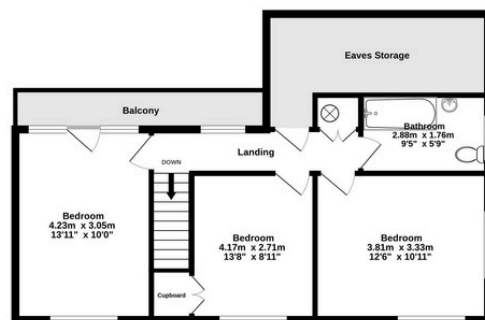 Eaves Storage
Balcony
Bathroom
2.88m x 1.76m
9'5" x 5'9"
Landing
DOWN
Bedroom
4.23m x 3.05m
13'11" x 10'0"
Bedroom
4.17m x 2.71m
13'8" x 8'11"
Bedroom
3.81m x 3.33m
12'6" x 10'11"
Cupboard